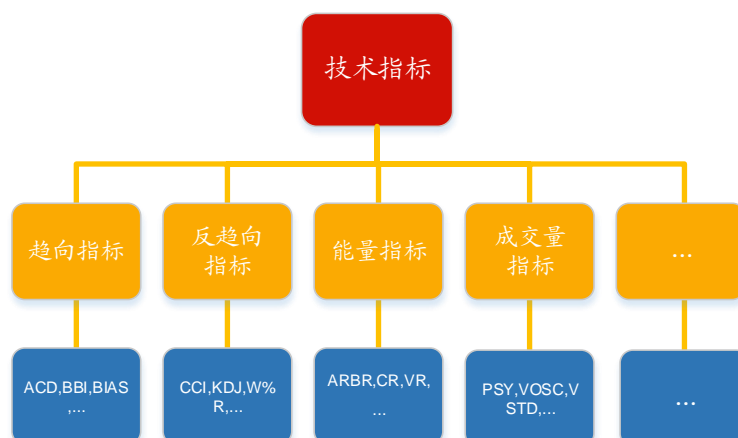 技术指标
趋向指标
反趋向
指标
能量指标
成交量
指标
...
ACD,BBI,BIAS
,...
CCI,KDJ,W%
R,...
ARBR,CR,VR,
...
PSY,VOSC,V
STD,...
...